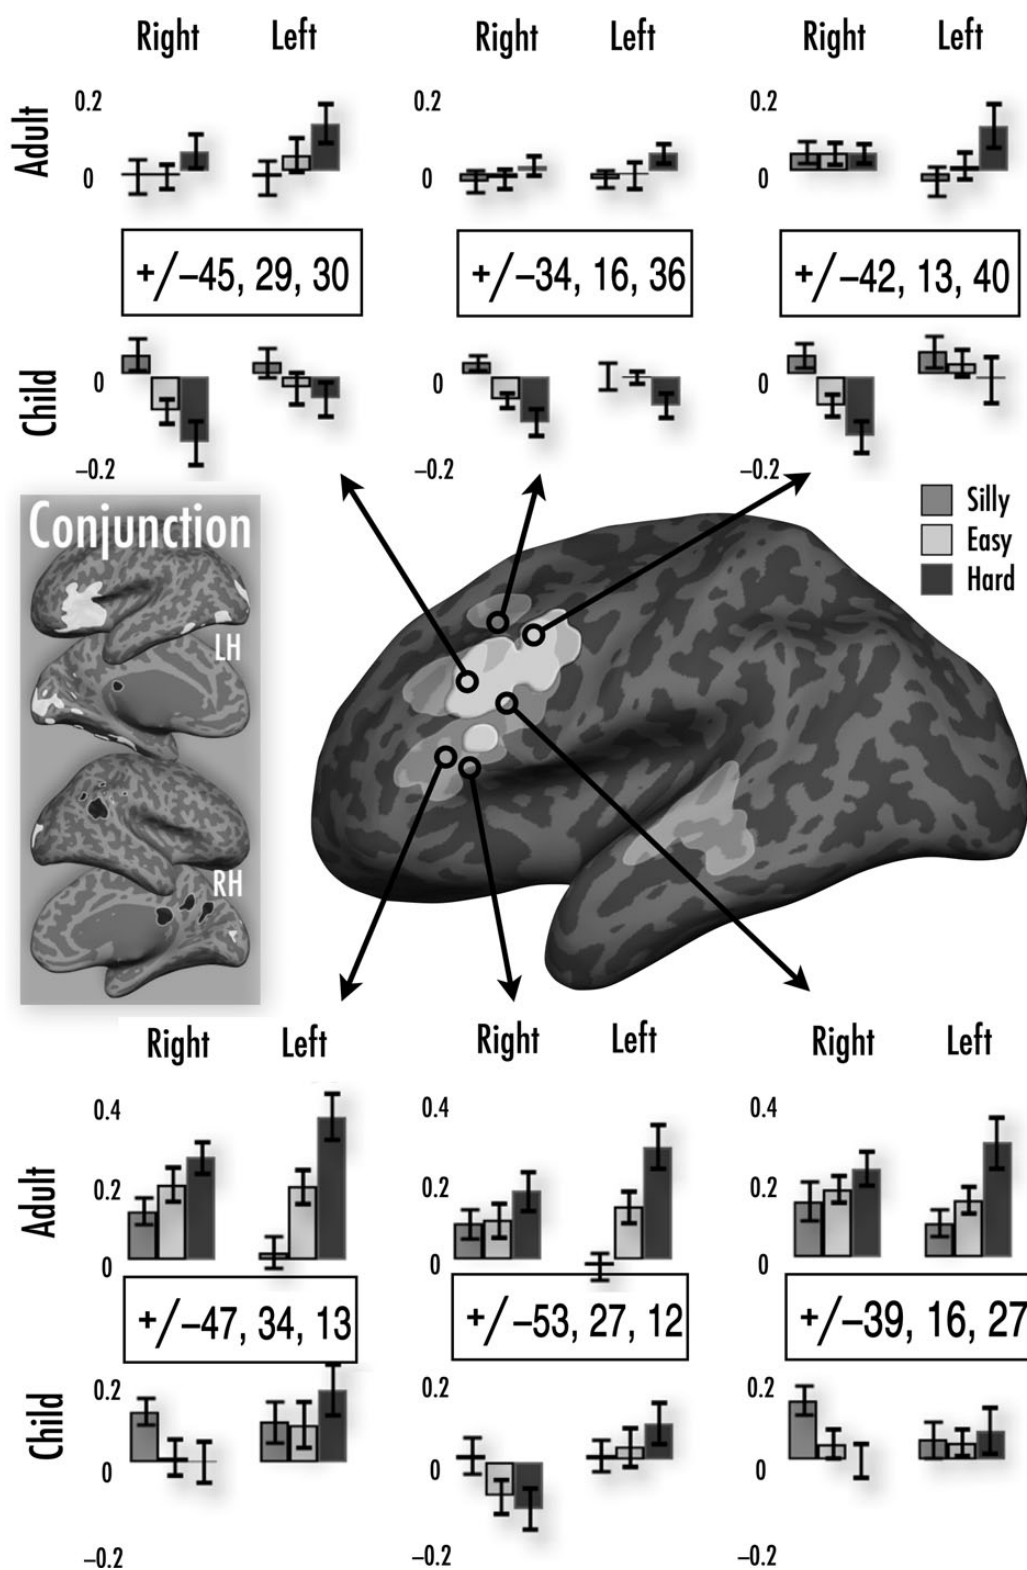 Right Left Right Left Right Left
Adult
0.2 0.2 0.2
0 0 0
+/−45, 29, 30 +/−34, 16, 36 +/−42, 13, 40
Child
0 0 0
−0.2 −0.2 −0.2
Conjunction
LH
RH
Silly
Easy
Hard
Right Left Right Left Right Left
Adult
0.4 0.4 0.4
0.2 0.2 0.2
0 0 0
+/−47, 34, 13 +/−53, 27, 12 +/−39, 16, 27
Child
0.2 0.2 0.2
0 0 0
−0.2 −0.2 −0.2